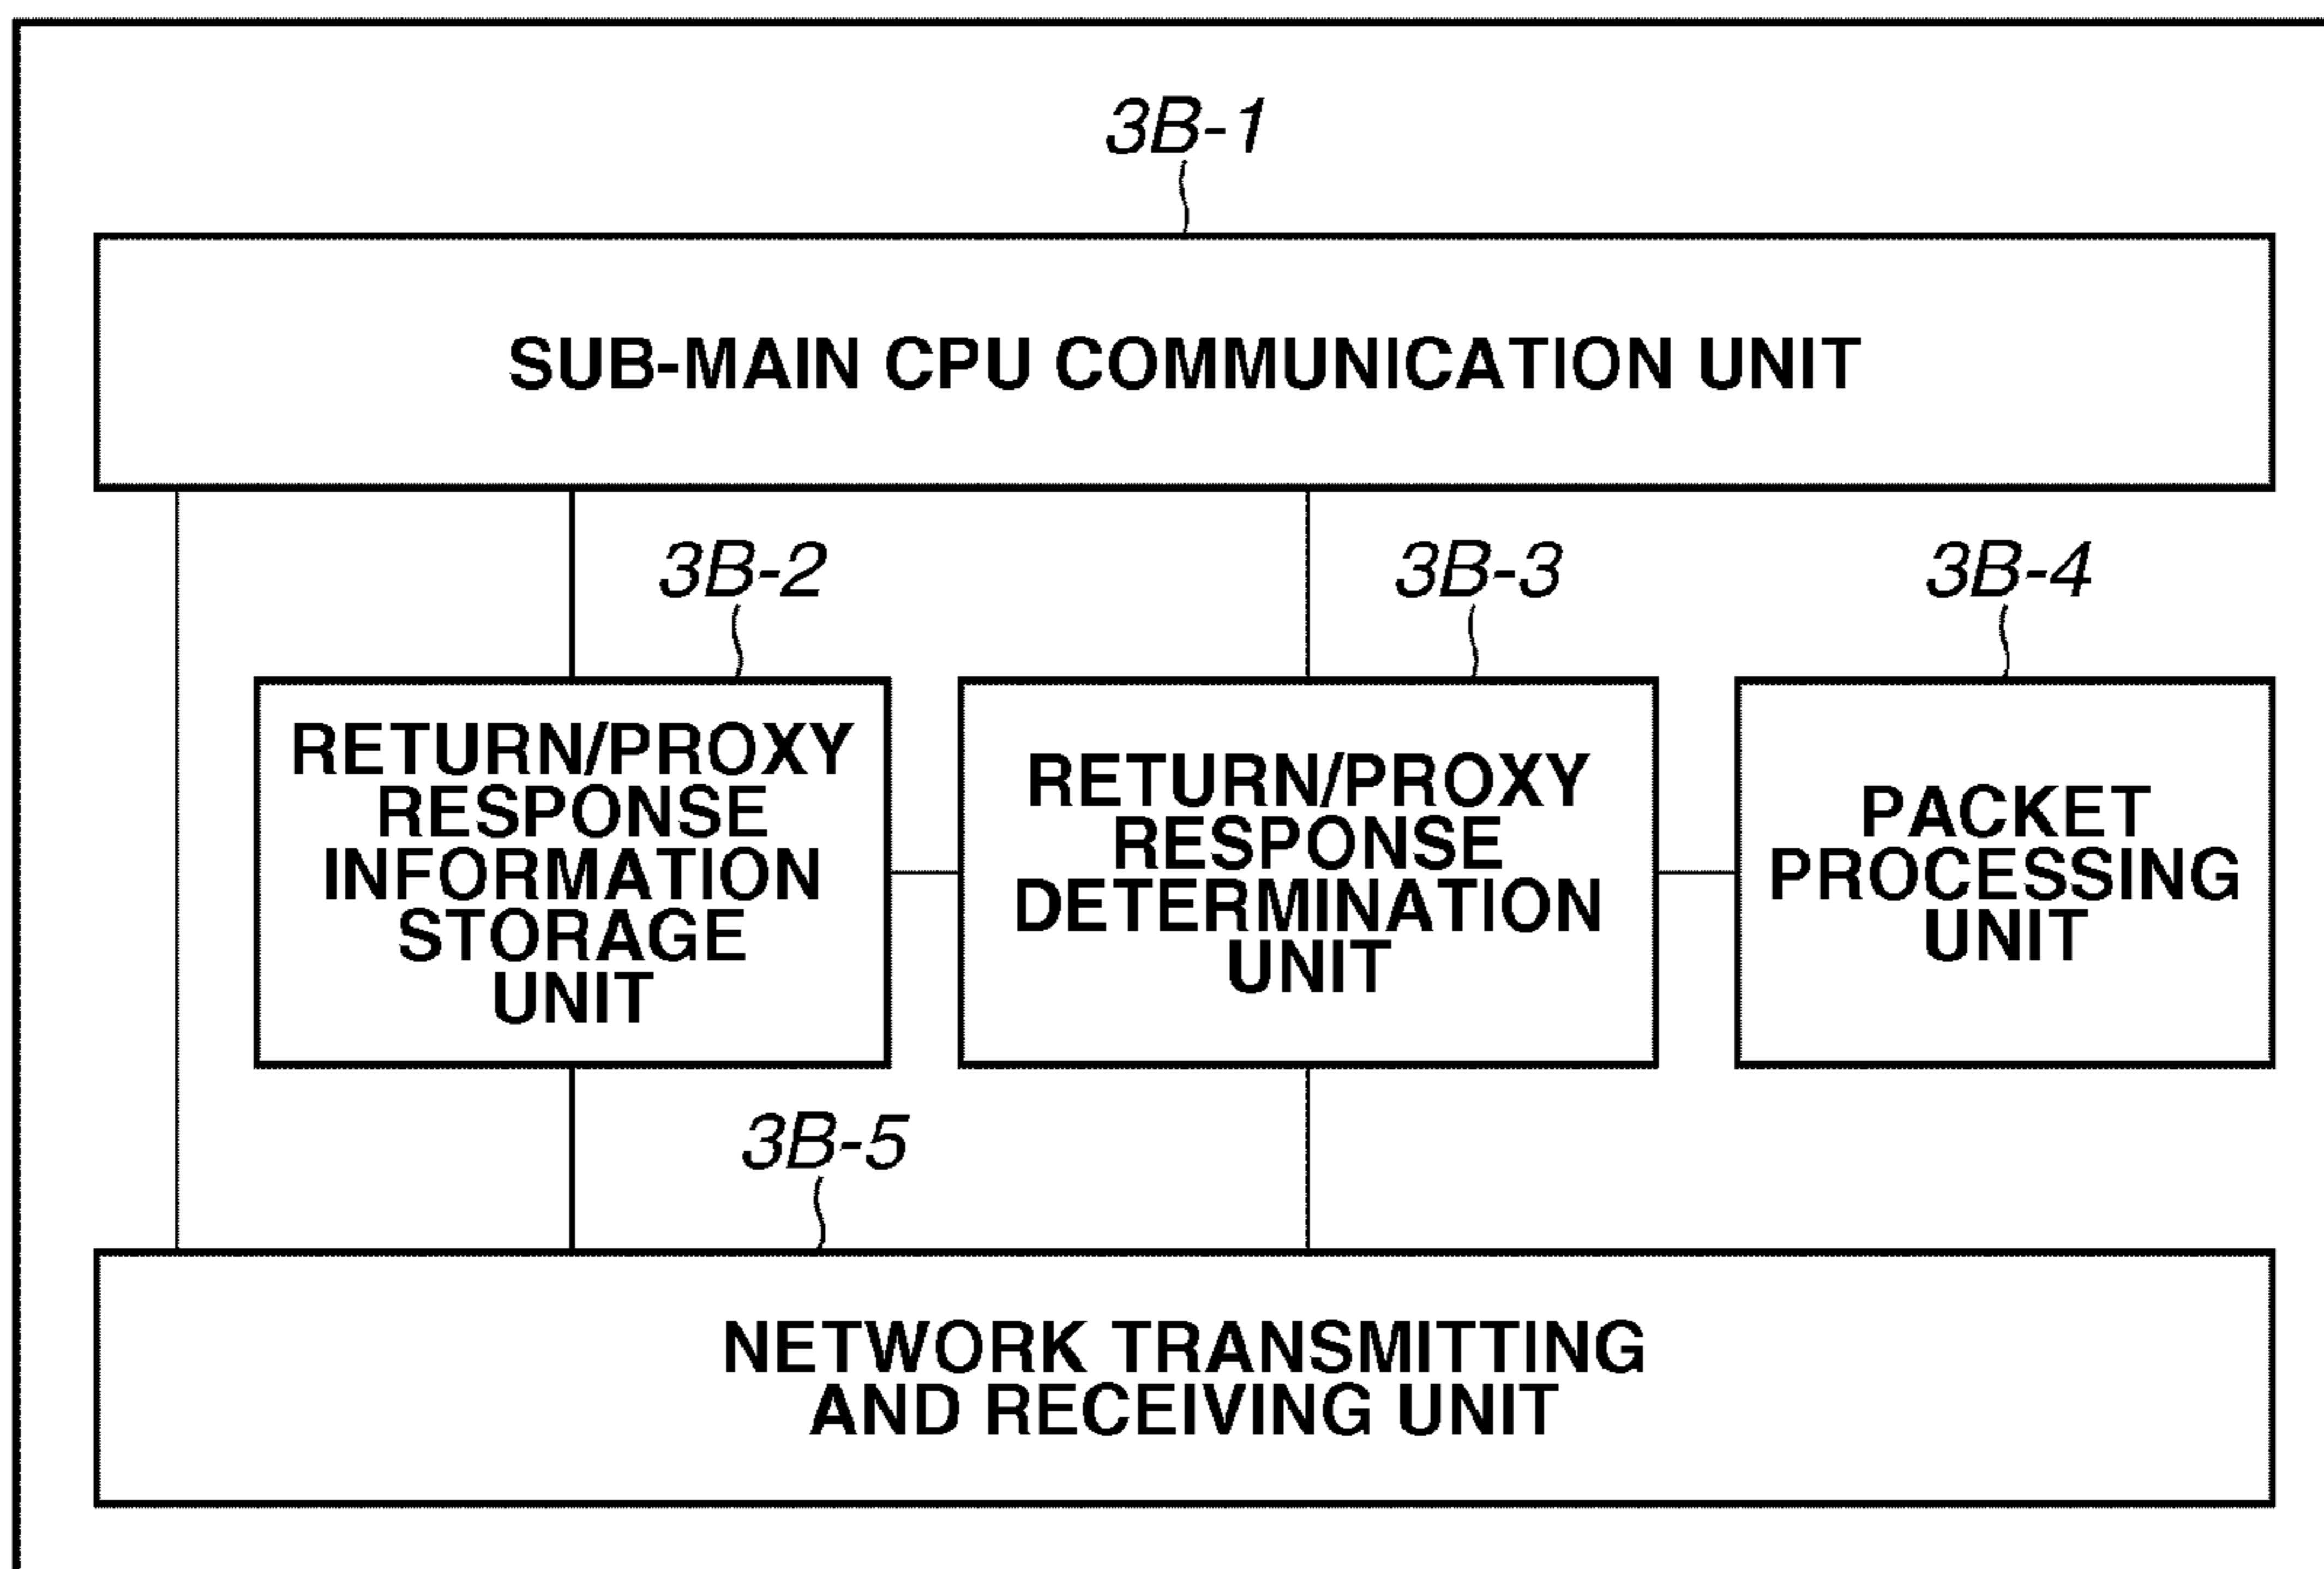 3B-1
SUB-MAIN CPU COMMUNICATION UNIT
3B-2
3B-3
3B-4
RETURN/PROXY
RESPONSE
INFORMATION
STORAGE
UNIT
RETURN/PROXY
RESPONSE
DETERMINATION
UNIT
PACKET
PROCESSING
UNIT
3B-5
NETWORK TRANSMITTING
AND RECEIVING UNIT